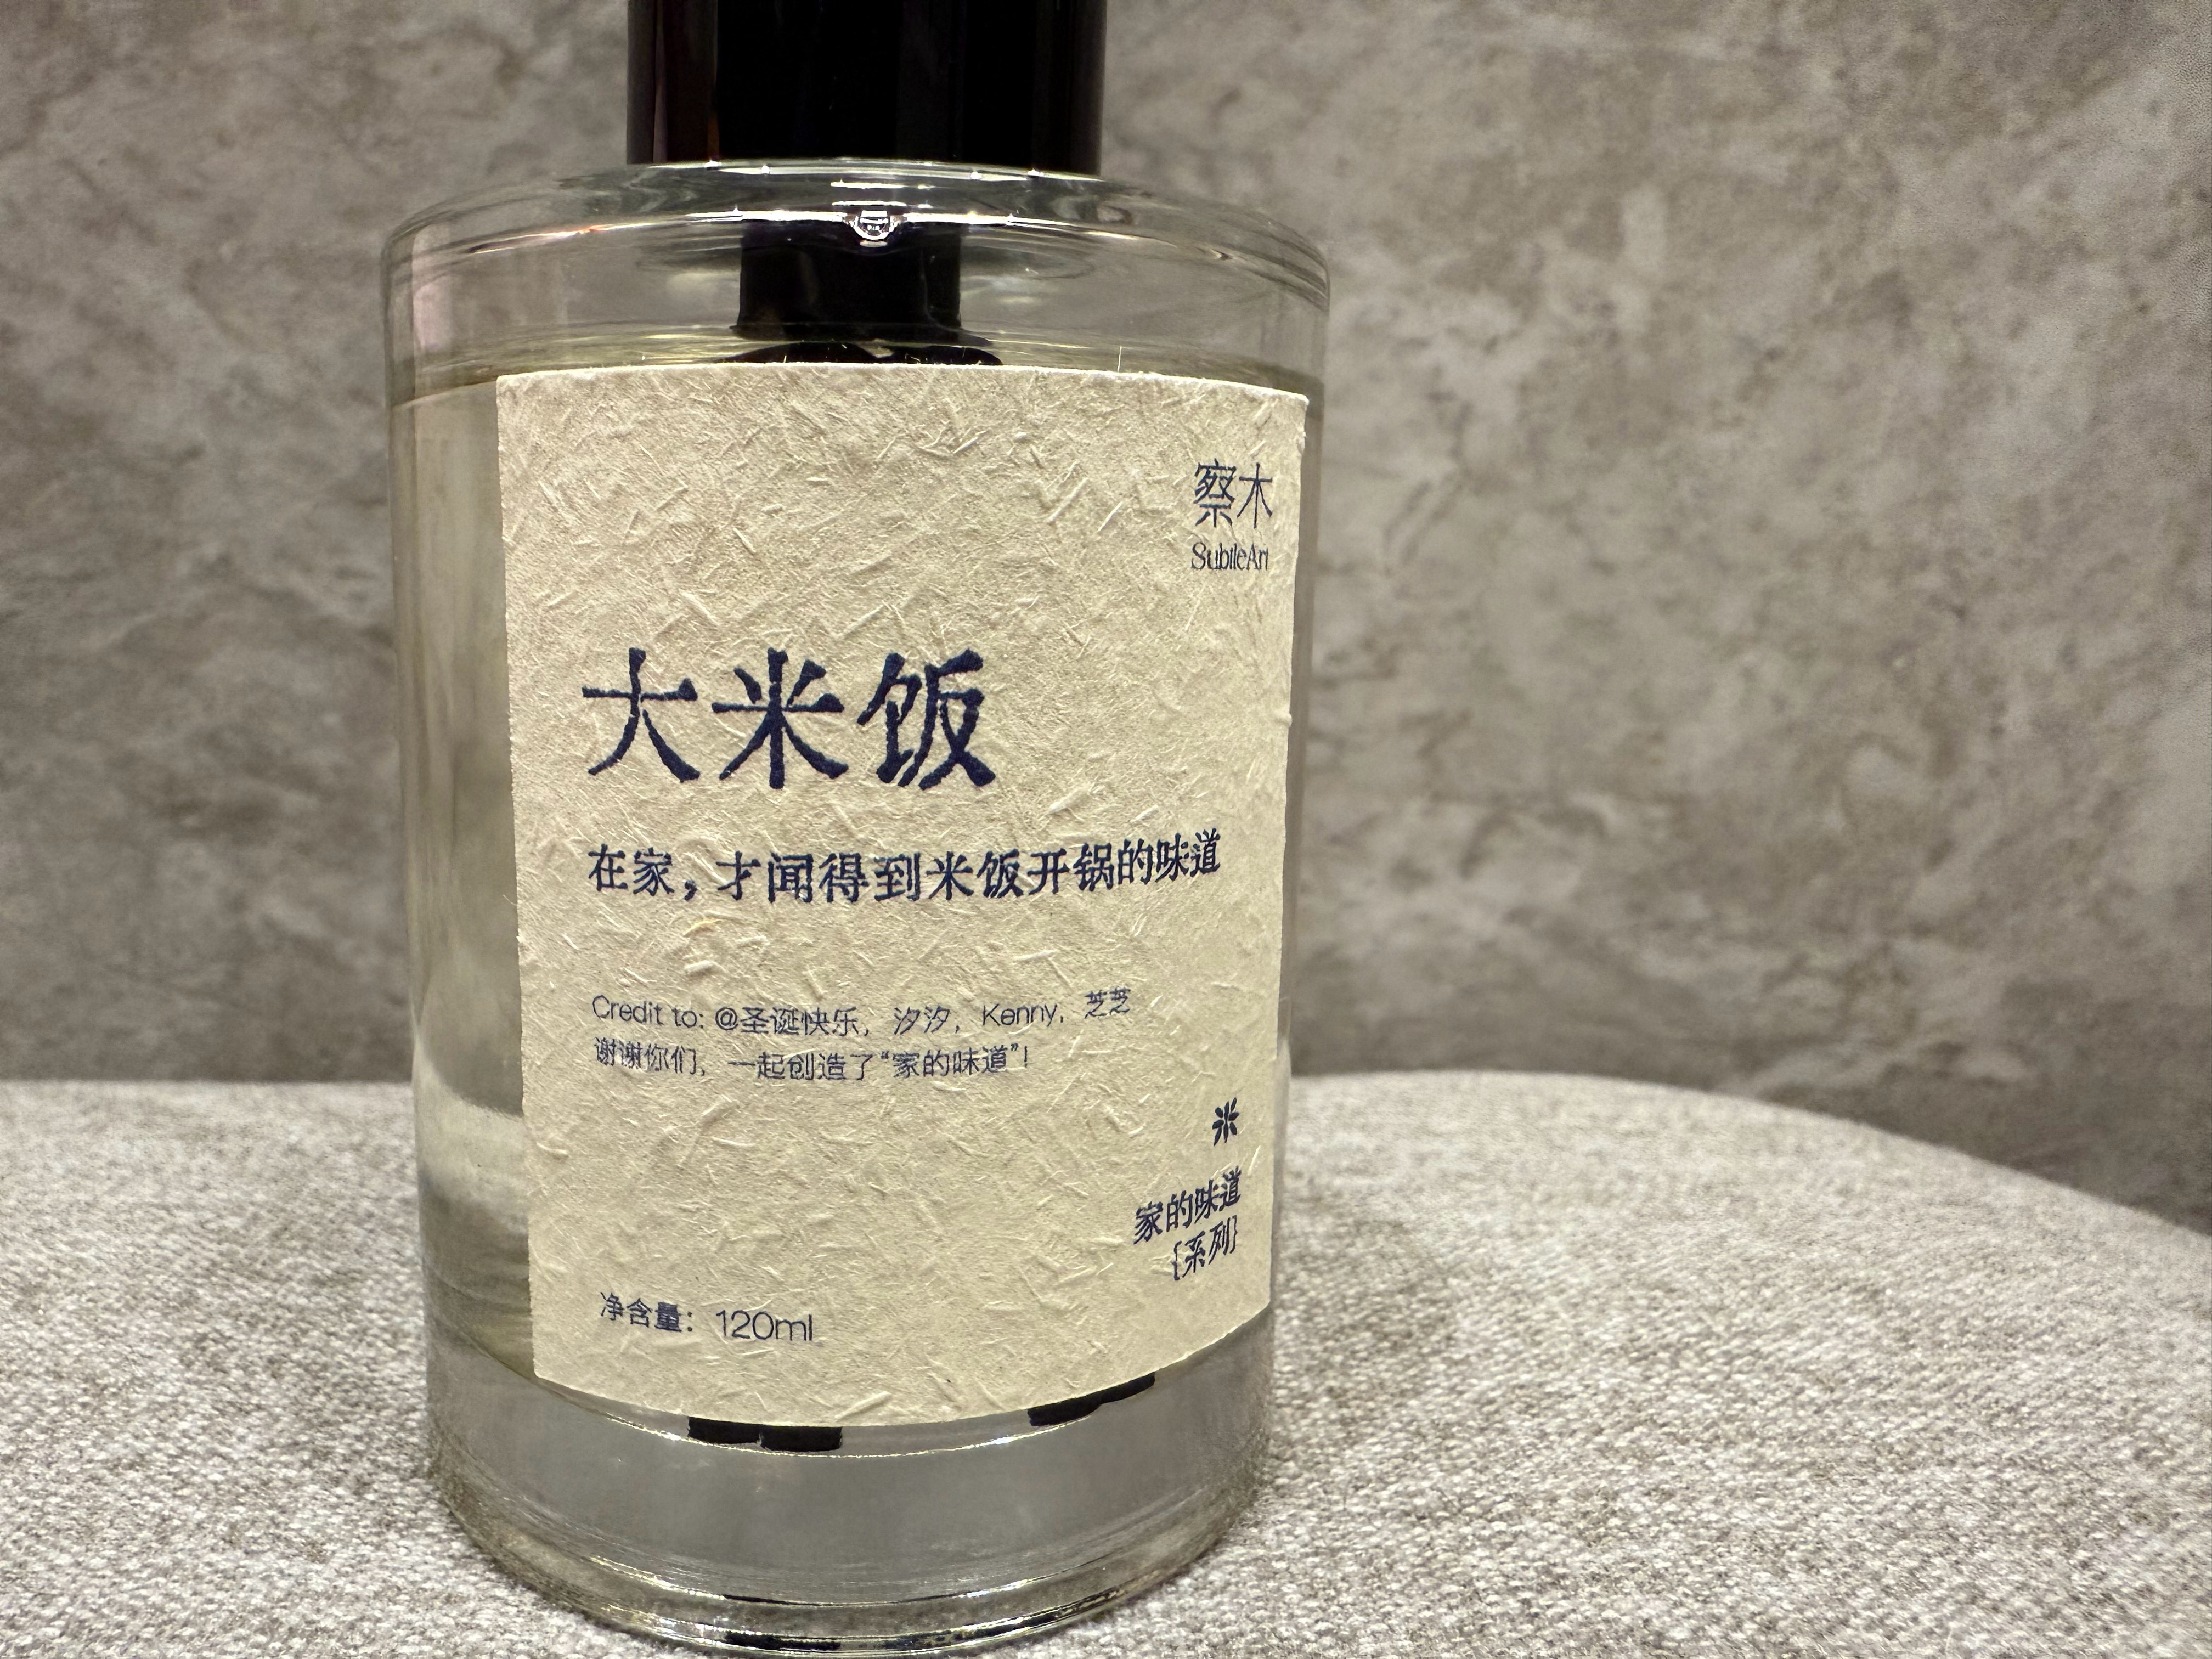 察木
SubtleArt
大米饭
在家，才闻得到米饭开锅的味道
Credit to: @圣诞快乐，汐汐，Kenny，芝芝
谢谢你们，一起创造了“家的味道”！
米
家的味道
{系列}
净含量：120ml